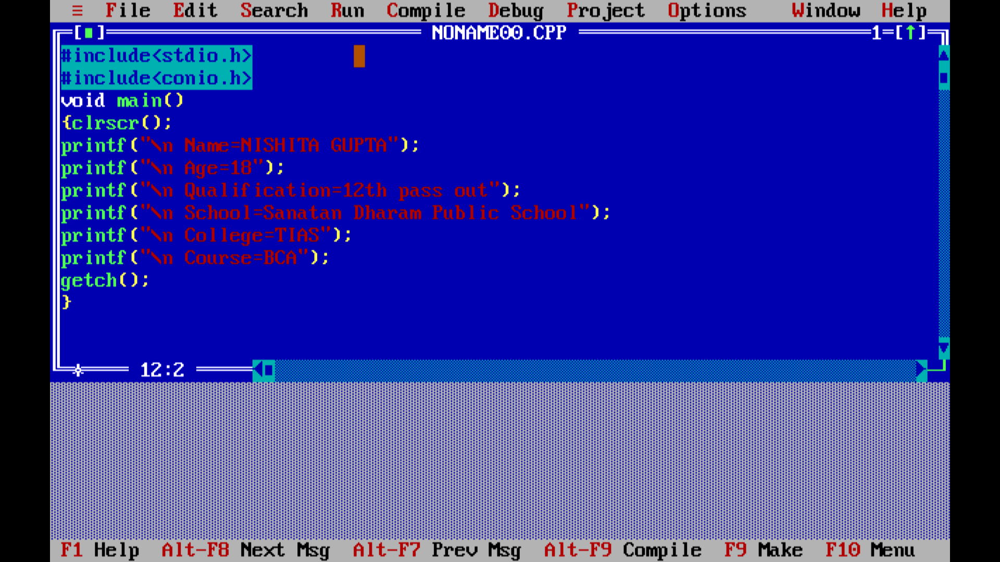 ≡ File Edit Search Run Compile Debug Project Options Window Help
[■] NONAME00.CPP 1=[↑]
#include<stdio.h>
#include<conio.h>
void main()
{clrscr();
printf("\n Name=NISHITA GUPTA");
printf("\n Age=18");
printf("\n Qualification=12th pass out");
printf("\n School=Sanatan Dharam Public School");
printf("\n College=TIAS");
printf("\n Course=BCA");
getch();
}
12:2
F1 Help Alt-F8 Next Msg Alt-F7 Prev Msg Alt-F9 Compile F9 Make F10 Menu